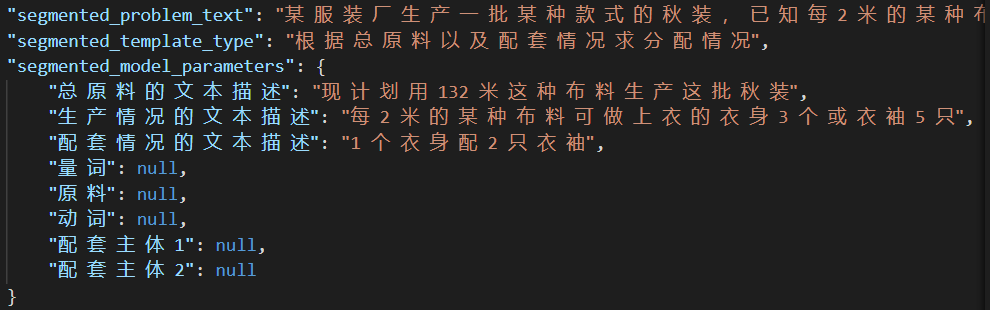 "segmented_problem_text": "某 服 装 厂 生 产 一 批 某 种 款 式 的 秋 装 ， 已 知 每 2 米 的 某 种 布
"segmented_template_type": "根 据 总 原 料 以 及 配 套 情 况 求 分 配 情 况",
"segmented_model_parameters": {
"总 原 料 的 文 本 描 述": "现 计 划 用 132 米 这 种 布 料 生 产 这 批 秋 装",
"生 产 情 况 的 文 本 描 述": "每 2 米 的 某 种 布 料 可 做 上 衣 的 衣 身 3 个 或 衣 袖 5 只",
"配 套 情 况 的 文 本 描 述": "1 个 衣 身 配 2 只 衣 袖",
"量 词": null,
"原 料": null,
"动 词": null,
"配 套 主 体 1": null,
"配 套 主 体 2": null
}